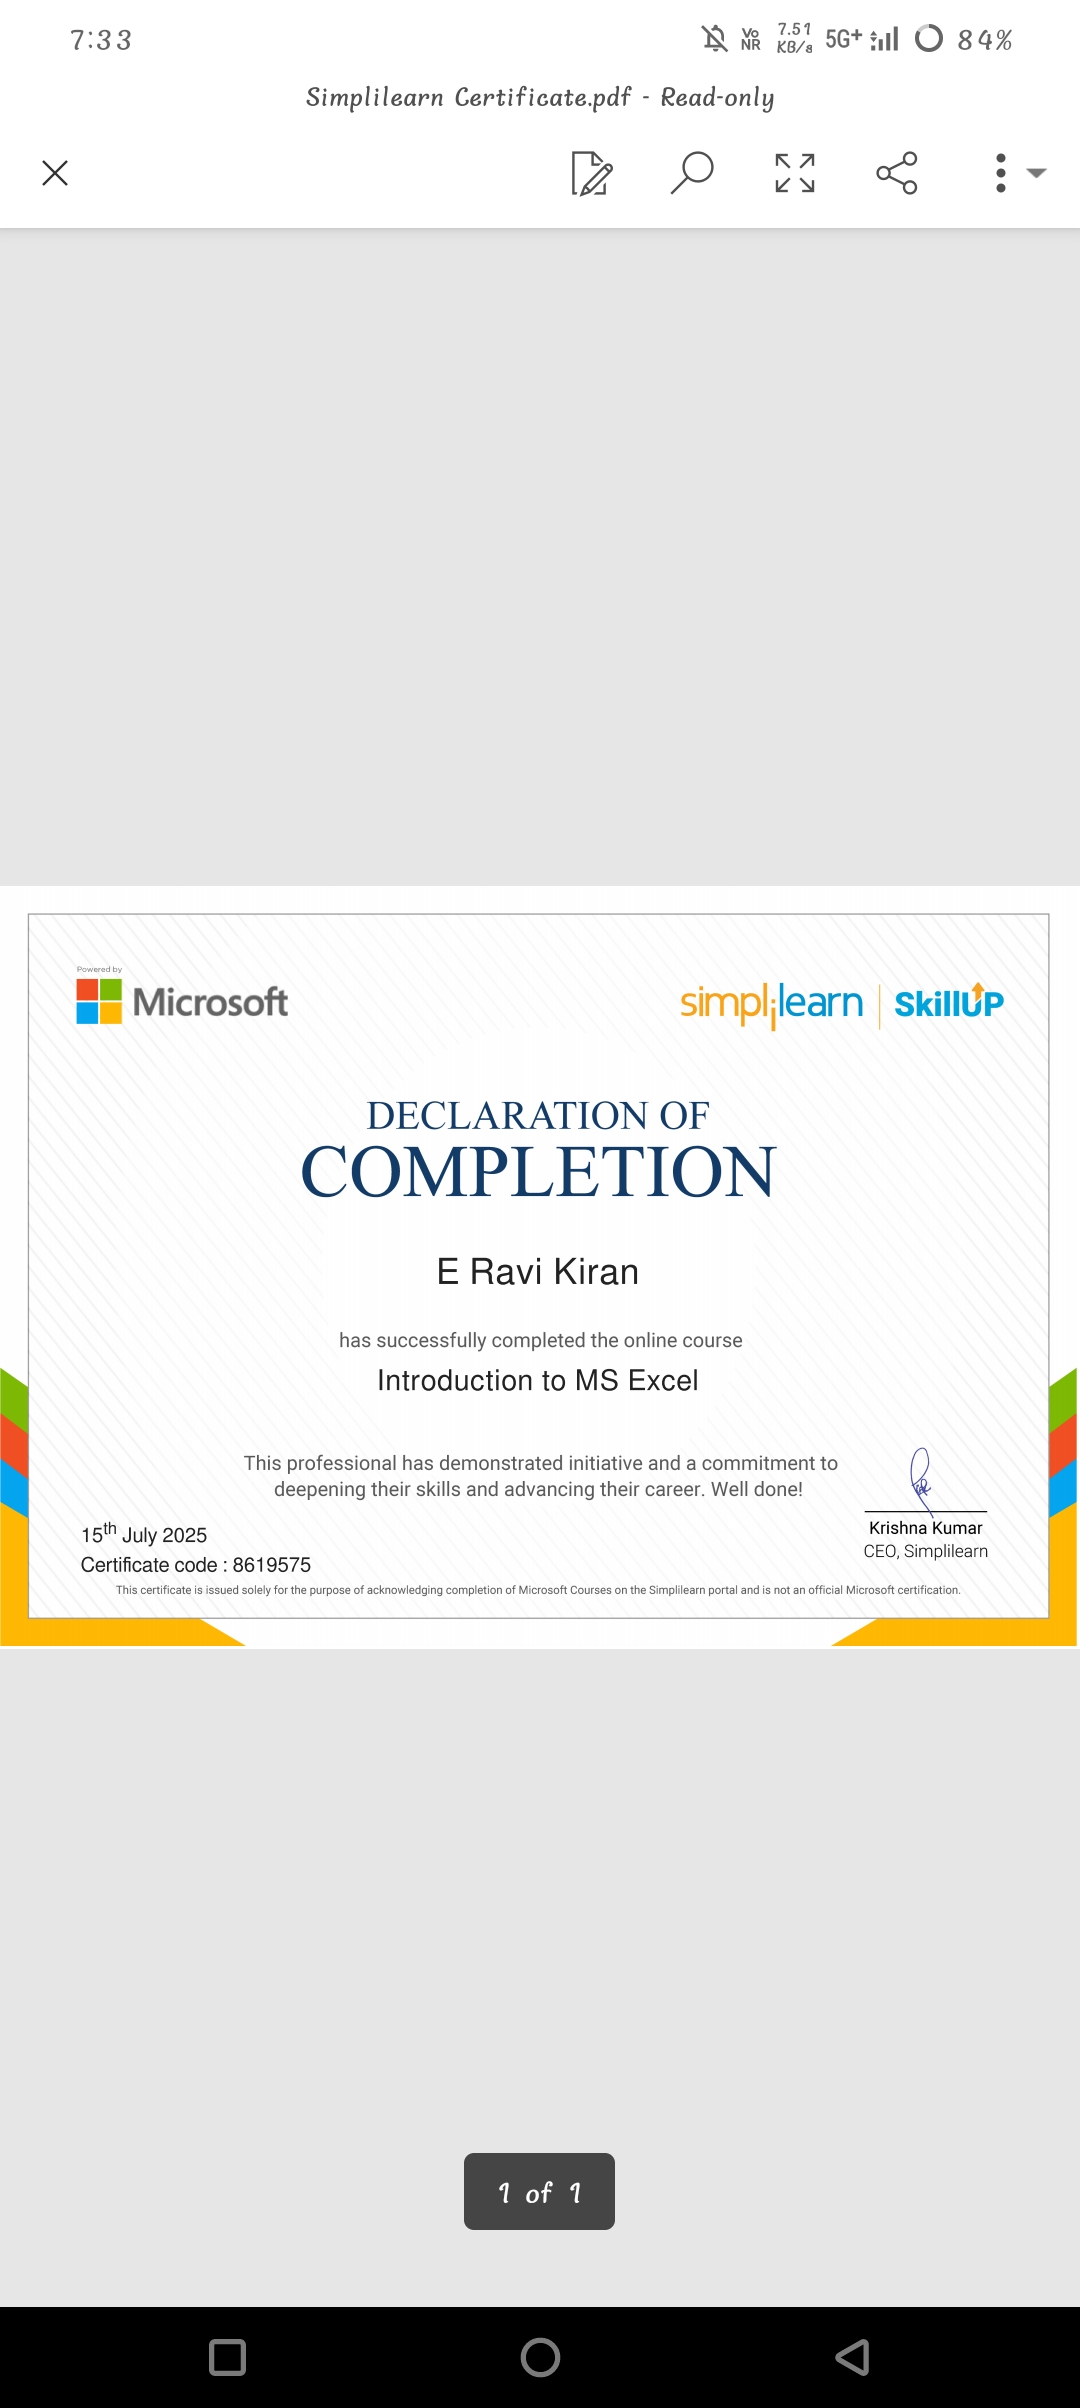 7:33
Vo NR
7.51 KB/s
5G+
84%
Simplilearn Certificate.pdf - Read-only
Powered by
Microsoft
simplilearn | SkillUP
DECLARATION OF
COMPLETION
E Ravi Kiran
has successfully completed the online course
Introduction to MS Excel
This professional has demonstrated initiative and a commitment to
deepening their skills and advancing their career. Well done!
15th July 2025
Certificate code : 8619575
Krishna Kumar
CEO, Simplilearn
This certificate is issued solely for the purpose of acknowledging completion of Microsoft Courses on the Simplilearn portal and is not an official Microsoft certification.
1 of 1